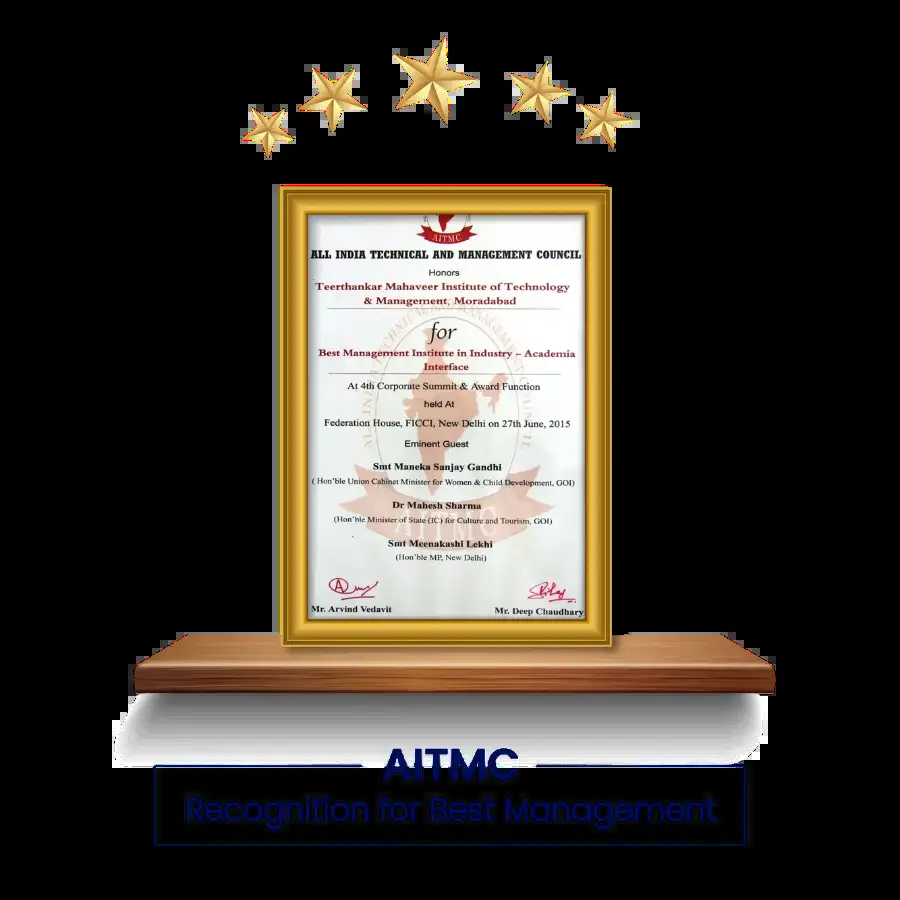 AITMC
ALL INDIA TECHNICAL AND MANAGEMENT COUNCIL
Honors
Teerthankar Mahaveer Institute of Technology
& Management, Moradabad
for
Best Management Institute in Industry – Academia
Interface
At 4th Corporate Summit & Award Function
held At
Federation House, FICCI, New Delhi on 27th June, 2015
Eminent Guest
Smt Maneka Sanjay Gandhi
( Hon'ble Union Cabinet Minister for Women & Child Development, GOI)
Dr Mahesh Sharma
(Hon'ble Minister of State (IC) for Culture and Tourism, GOI)
AITMC
Smt Meenakashi Lekhi
(Hon'ble MP, New Delhi)
Mr. Arvind Vedavit
Mr. Deep Chaudhary
AITMC
Recognition for Best Management